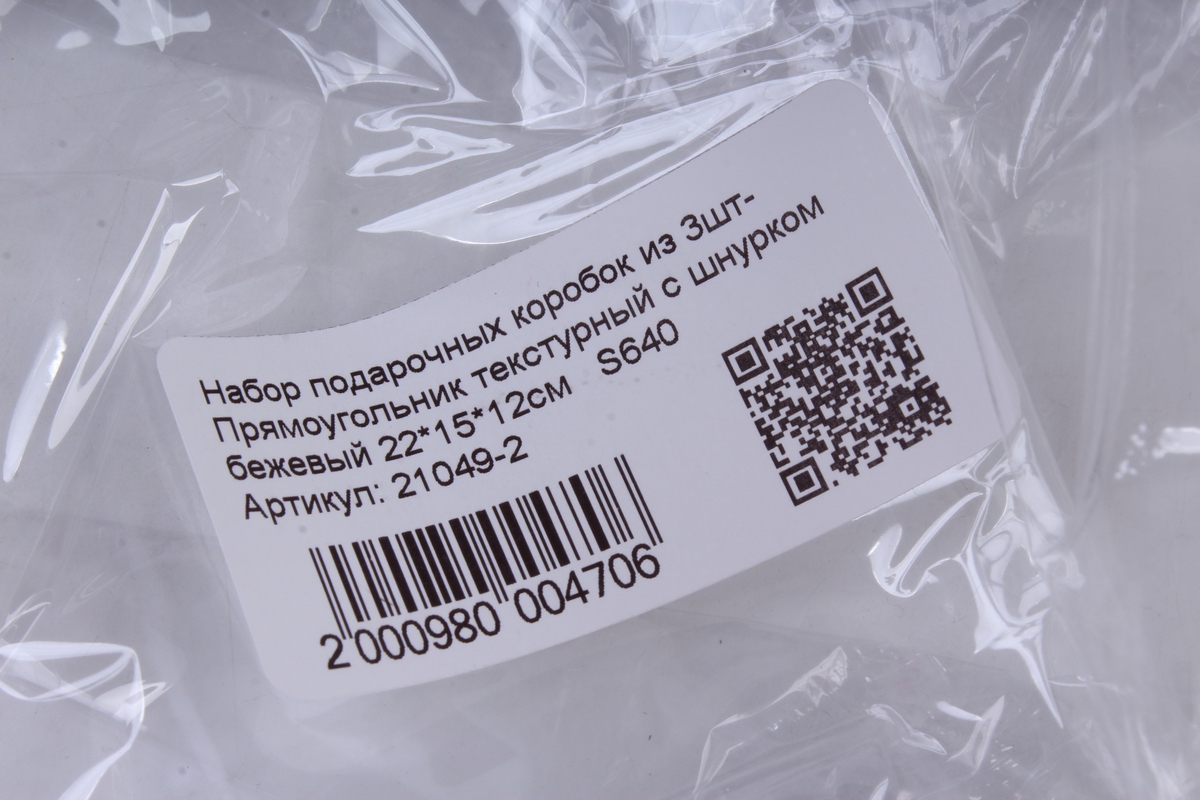 Набор подарочных коробок из 3шт-
Прямоугольник текстурный с шнурком
бежевый 22*15*12см S640
Артикул: 21049-2
2 000980 004706